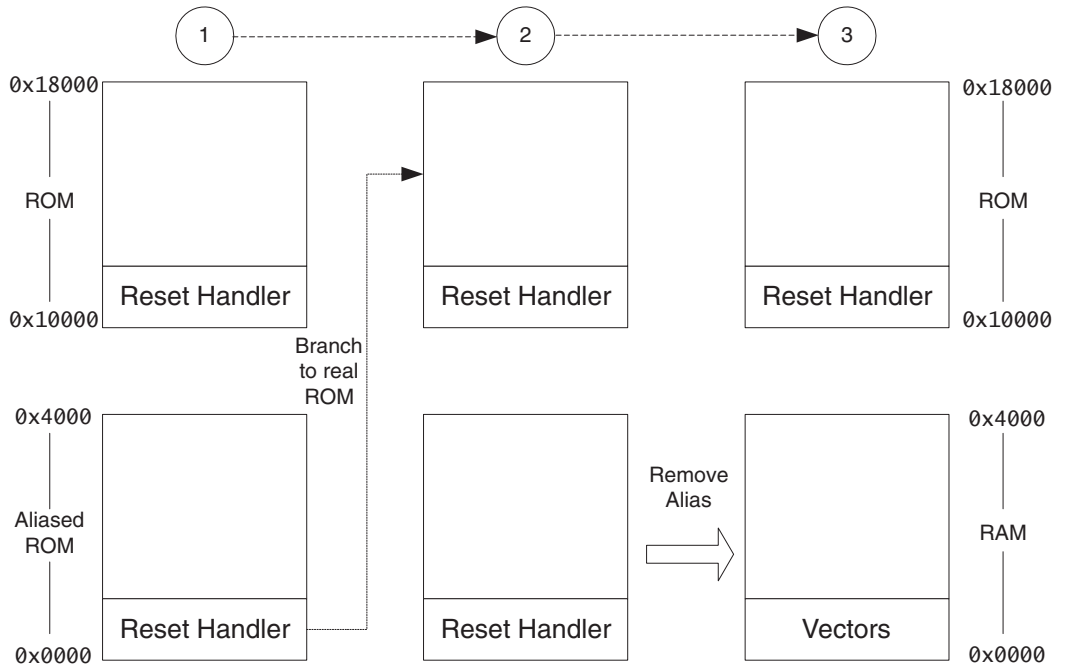 1
2
3
0x18000
ROM
0x10000
Reset Handler
Reset Handler
Reset Handler
0x18000
ROM
0x10000
Branch
to real
ROM
0x4000
Aliased
ROM
0x0000
Reset Handler
Reset Handler
Remove
Alias
Vectors
0x4000
RAM
0x0000